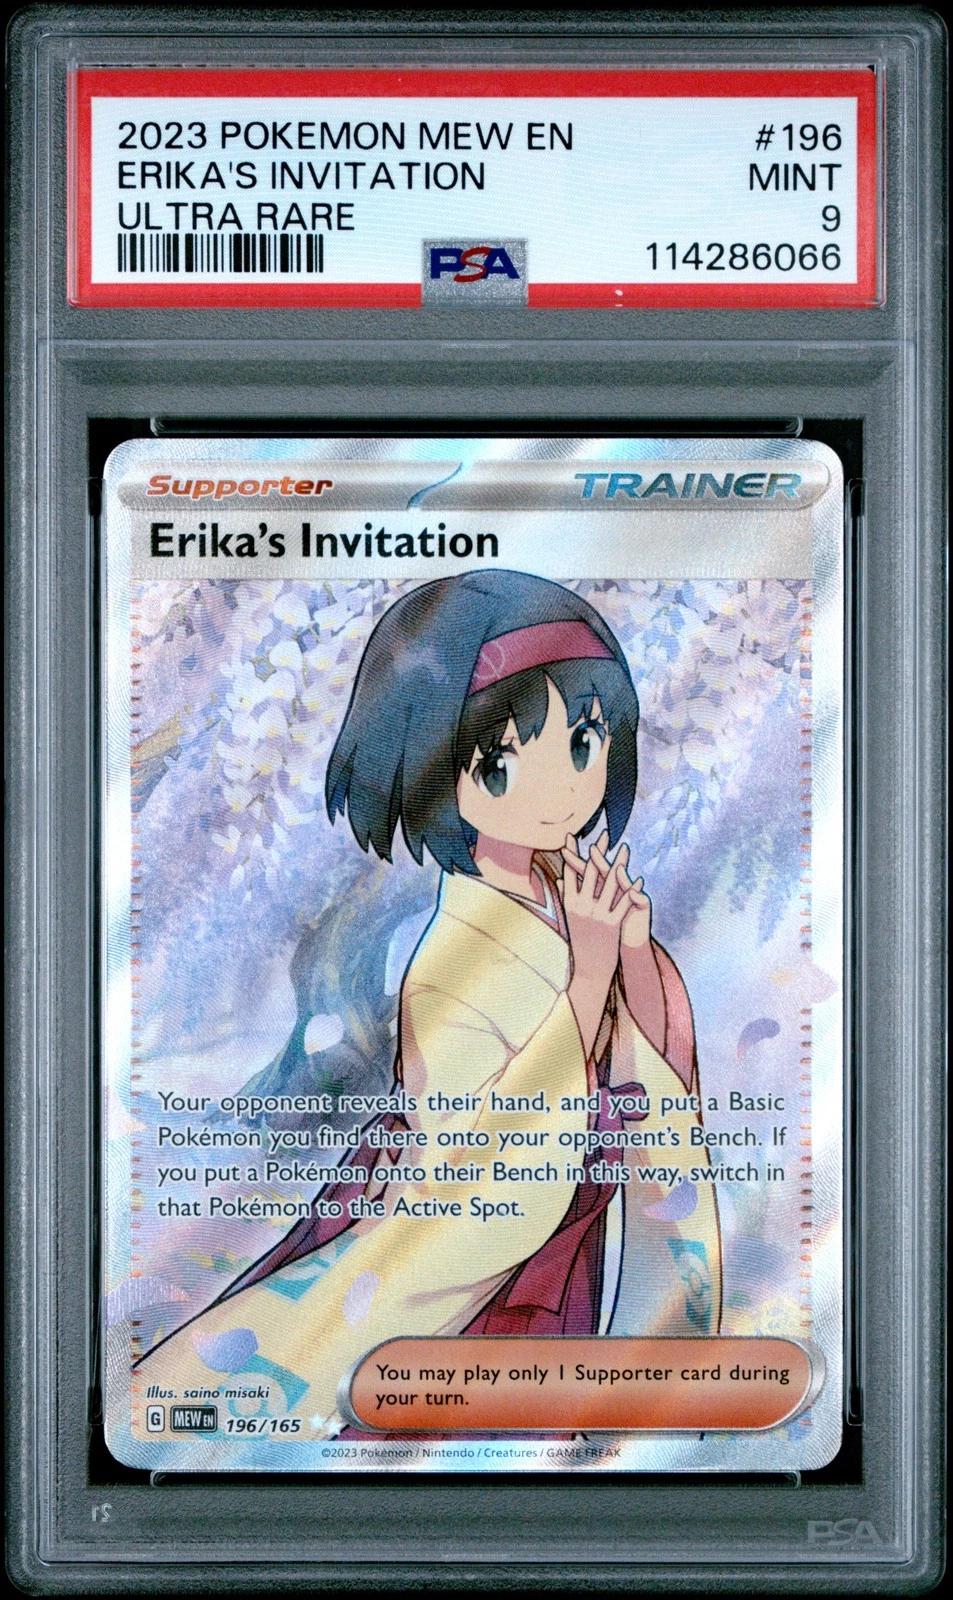 2023 POKEMON MEW EN #196
ERIKA'S INVITATION MINT
ULTRA RARE 9
PSA 114286066
Supporter TRAINER
Erika's Invitation
Your opponent reveals their hand, and you put a Basic
Pokémon you find there onto your opponent's Bench. If
you put a Pokémon onto their Bench in this way, switch in
that Pokémon to the Active Spot.
You may play only 1 Supporter card during
your turn.
Illus. saino misaki
G MEW EN 196/165
©2023 Pokémon / Nintendo / Creatures / GAME FREAK
PSA